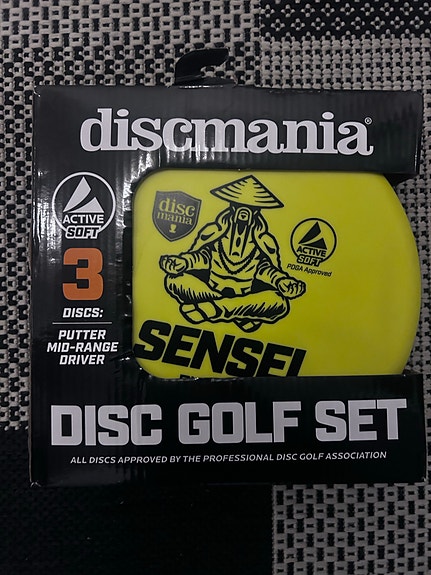 discmania®
disc
mania
ACTIVE
SOFT
ACTIVE
SOFT
PDGA Approved
3
DISCS:
PUTTER
MID-RANGE
DRIVER
SENSEI
DISC GOLF SET
ALL DISCS APPROVED BY THE PROFESSIONAL DISC GOLF ASSOCIATION